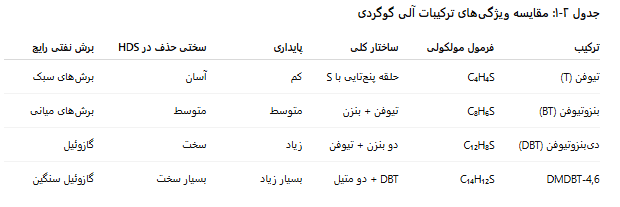 جدول ۲-۱: مقایسه ویژگی‌های ترکیبات آلی گوگردی
ترکیب فرمول مولکولی ساختار کلی پایداری سختی حذف در HDS برش نفتی رایج
تیوفن (T) C₄H₄S حلقه پنج‌تایی با S کم آسان برش‌های سبک
بنزوتیوفن (BT) C₈H₆S تیوفن + بنزن متوسط متوسط برش‌های میانی
دی‌بنزوتیوفن (DBT) C₁₂H₈S دو بنزن + تیوفن زیاد سخت گازوئیل
DMDBT-4,6 C₁₄H₁₂S DBT + دو متیل بسیار زیاد بسیار سخت گازوئیل سنگین